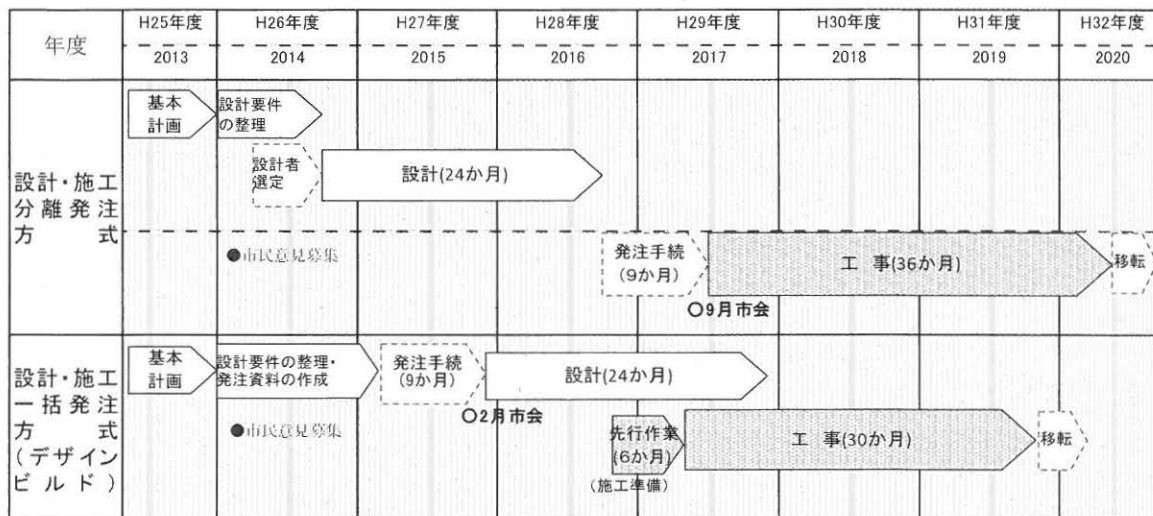 年度
H25年度
H26年度
H27年度
H28年度
H29年度
H30年度
H31年度
H32年度
2013
2014
2015
2016
2017
2018
2019
2020
設計・施工
分離発注
方式
基本
計画
設計要件
の整理
設計者
選定
設計(24か月)
●市民意見募集
発注手続
(9か月)
工 事(36か月)
移転
○9月市会
設計・施工
一括発注
方式
(デザイン
ビルド)
基本
計画
設計要件の整理・
発注資料の作成
発注手続
(9か月)
設計(24か月)
○2月市会
●市民意見募集
先行作業
(6か月)
(施工準備)
工 事(30か月)
移転